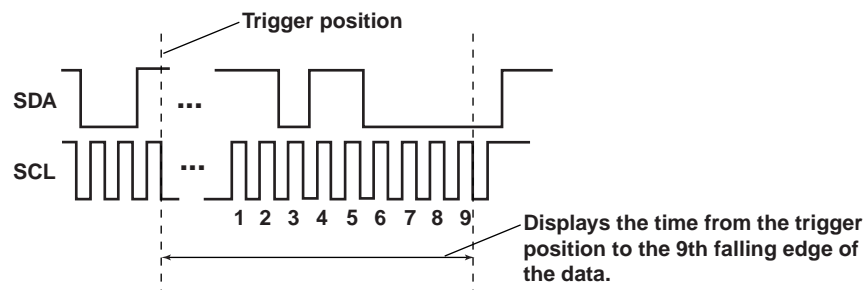 Trigger position
SDA
...
SCL
...
1 2 3 4 5 6 7 8 9
Displays the time from the trigger
position to the 9th falling edge of
the data.